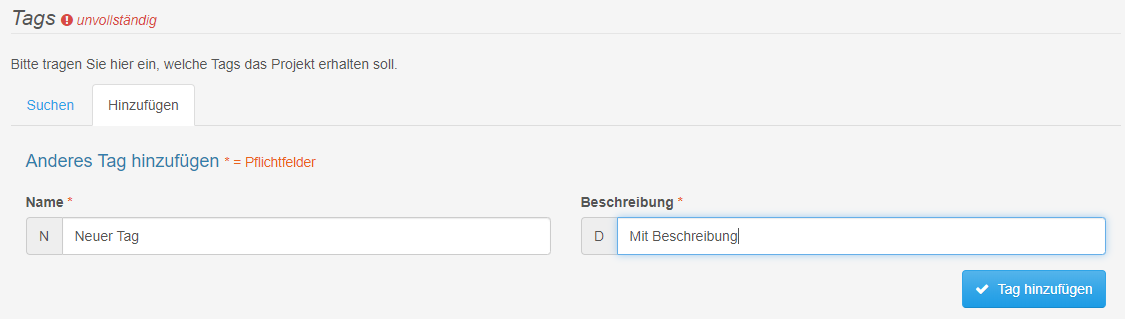 Tags unvollständig
Bitte tragen Sie hier ein, welche Tags das Projekt erhalten soll.
Suchen Hinzufügen
Anderes Tag hinzufügen * = Pflichtfelder
Name * Beschreibung *
N Neuer Tag D Mit Beschreibung
Tag hinzufügen